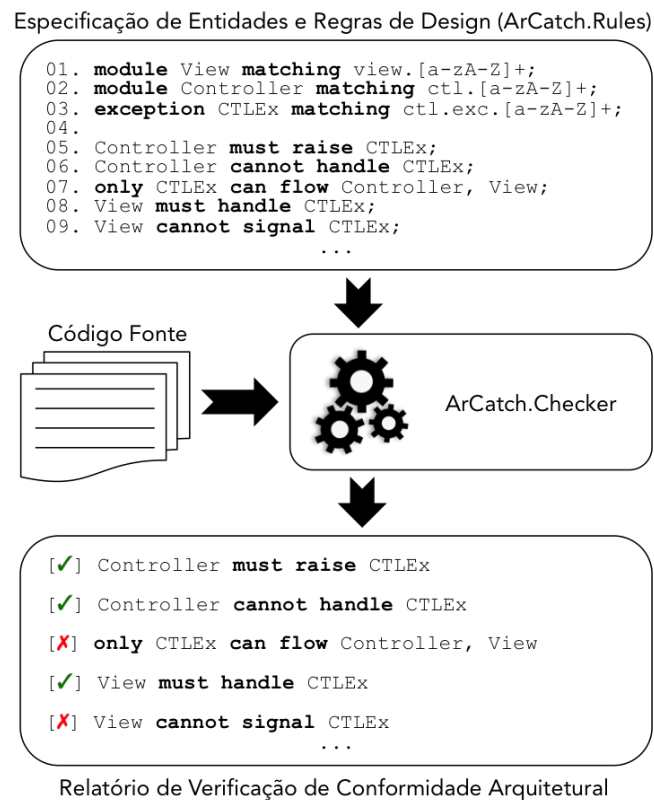 Especificação de Entidades e Regras de Design (ArCatch.Rules)
01. module View matching view.[a-zA-Z]+;
02. module Controller matching ctl.[a-zA-Z]+;
03. exception CTLEx matching ctl.exc.[a-zA-Z]+;
04.
05. Controller must raise CTLEx;
06. Controller cannot handle CTLEx;
07. only CTLEx can flow Controller, View;
08. View must handle CTLEx;
09. View cannot signal CTLEx;
...
Código Fonte
ArCatch.Checker
[✓] Controller must raise CTLEx
[✓] Controller cannot handle CTLEx
[✗] only CTLEx can flow Controller, View
[✓] View must handle CTLEx
[✗] View cannot signal CTLEx
...
Relatório de Verificação de Conformidade Arquitetural